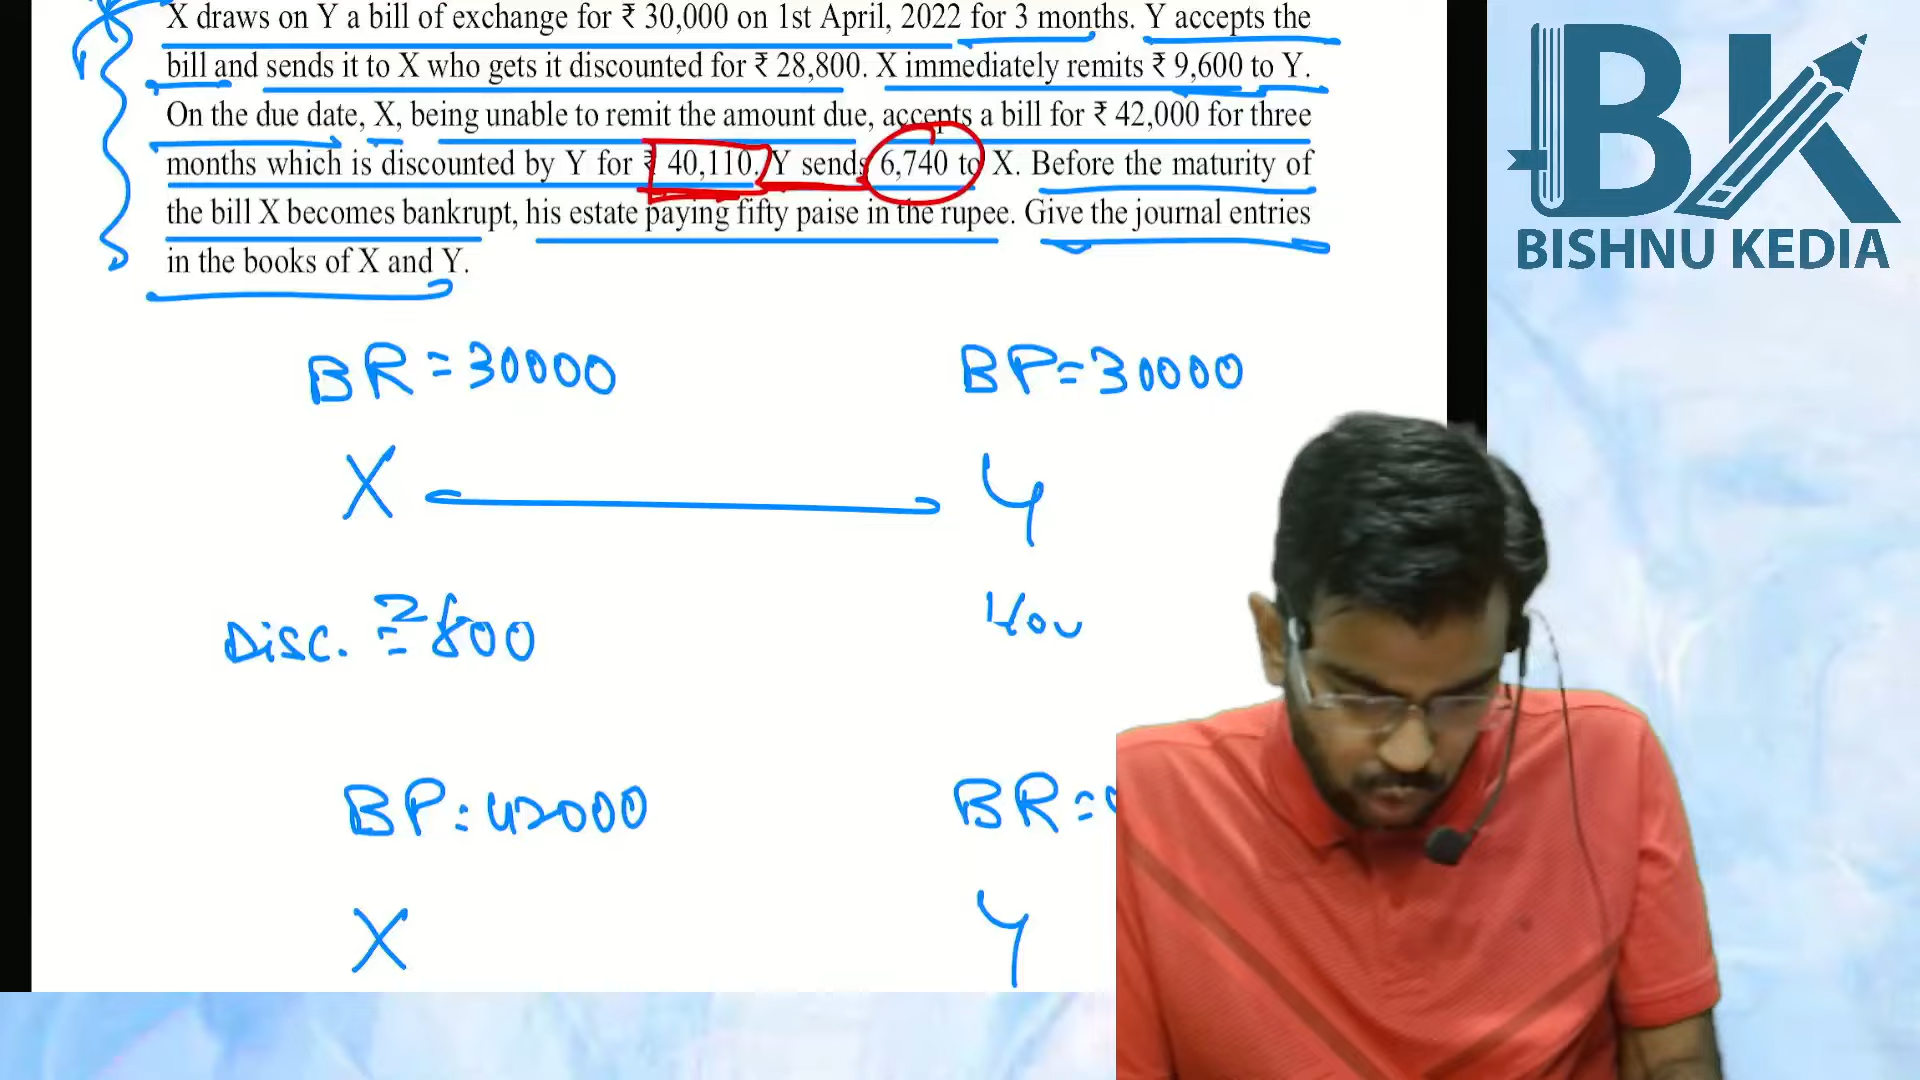 X draws on Y a bill of exchange for ₹ 30,000 on 1st April, 2022 for 3 months. Y accepts the
bill and sends it to X who gets it discounted for ₹ 28,800. X immediately remits ₹ 9,600 to Y.
On the due date, X, being unable to remit the amount due, accepts a bill for ₹ 42,000 for three
months which is discounted by Y for ₹ 40,110. Y sends 6,740 to X. Before the maturity of
the bill X becomes bankrupt, his estate paying fifty paise in the rupee. Give the journal entries
in the books of X and Y.
BK
BISHNU KEDIA
BR = 30000
BP = 30000
X
Y
Disc. =
BP = 42000
BR =
X
Y